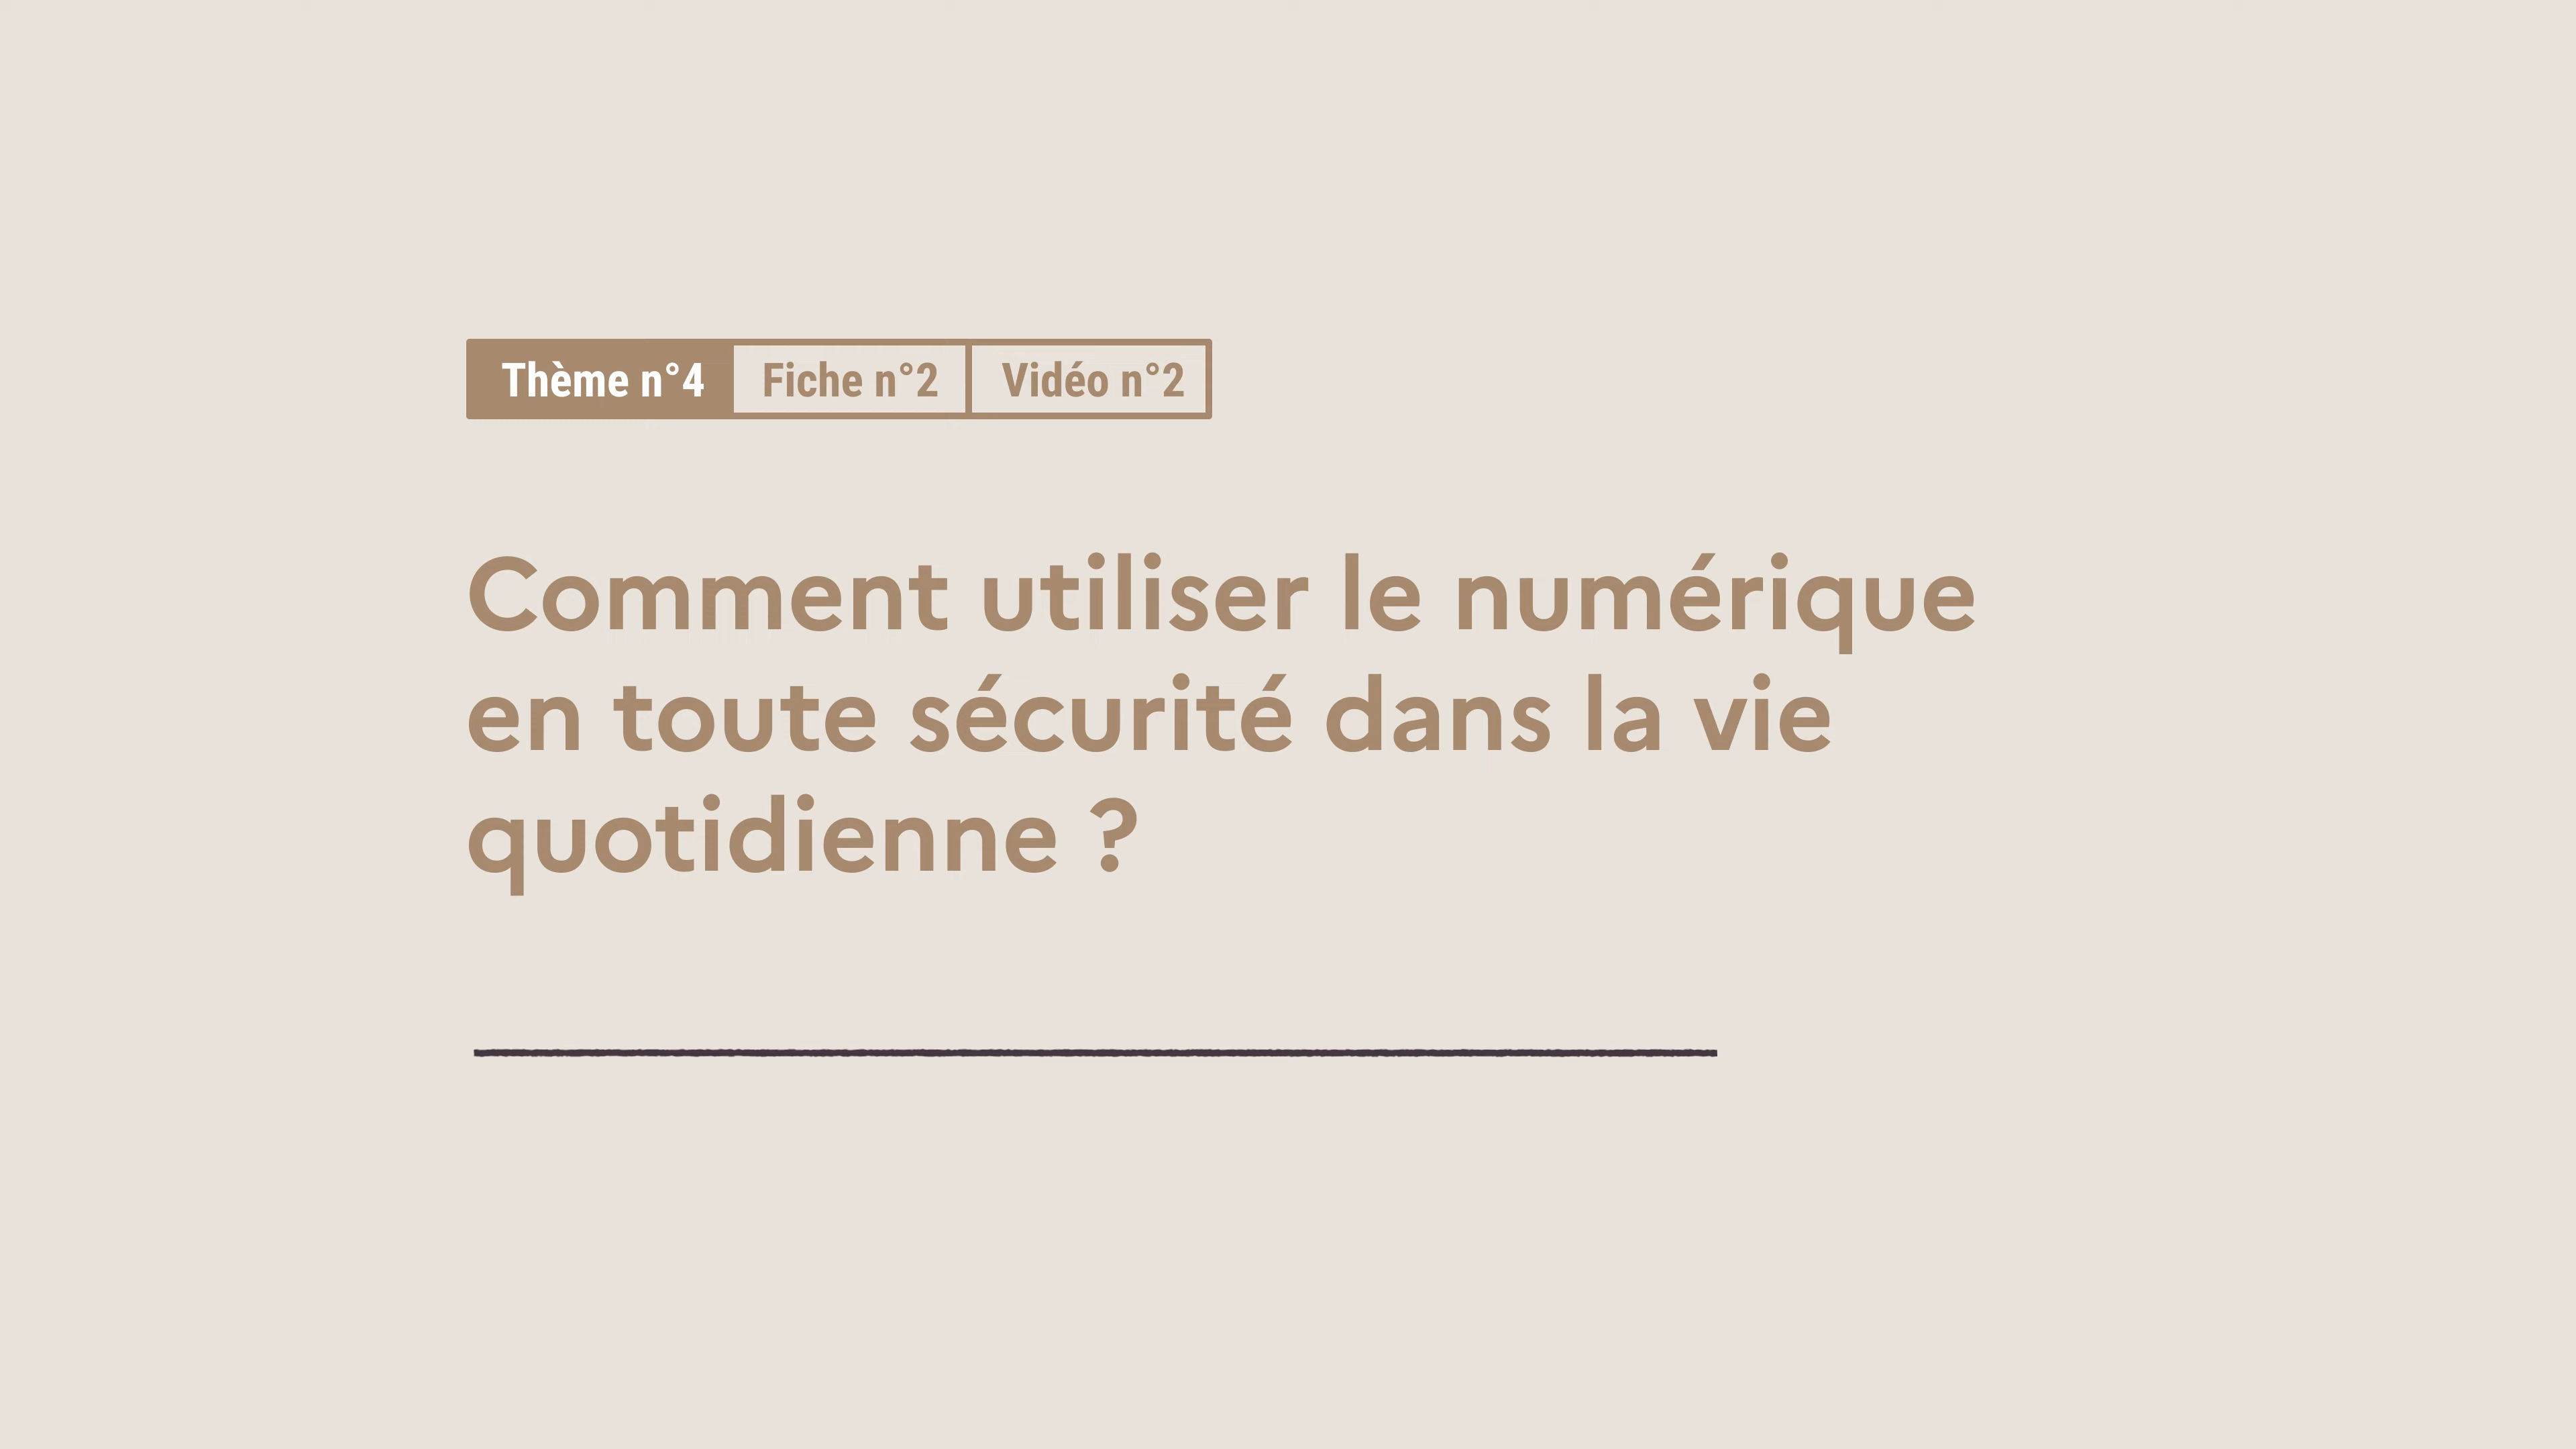 Thème n°4 Fiche n°2 Vidéo n°2
Comment utiliser le numérique
en toute sécurité dans la vie
quotidienne ?